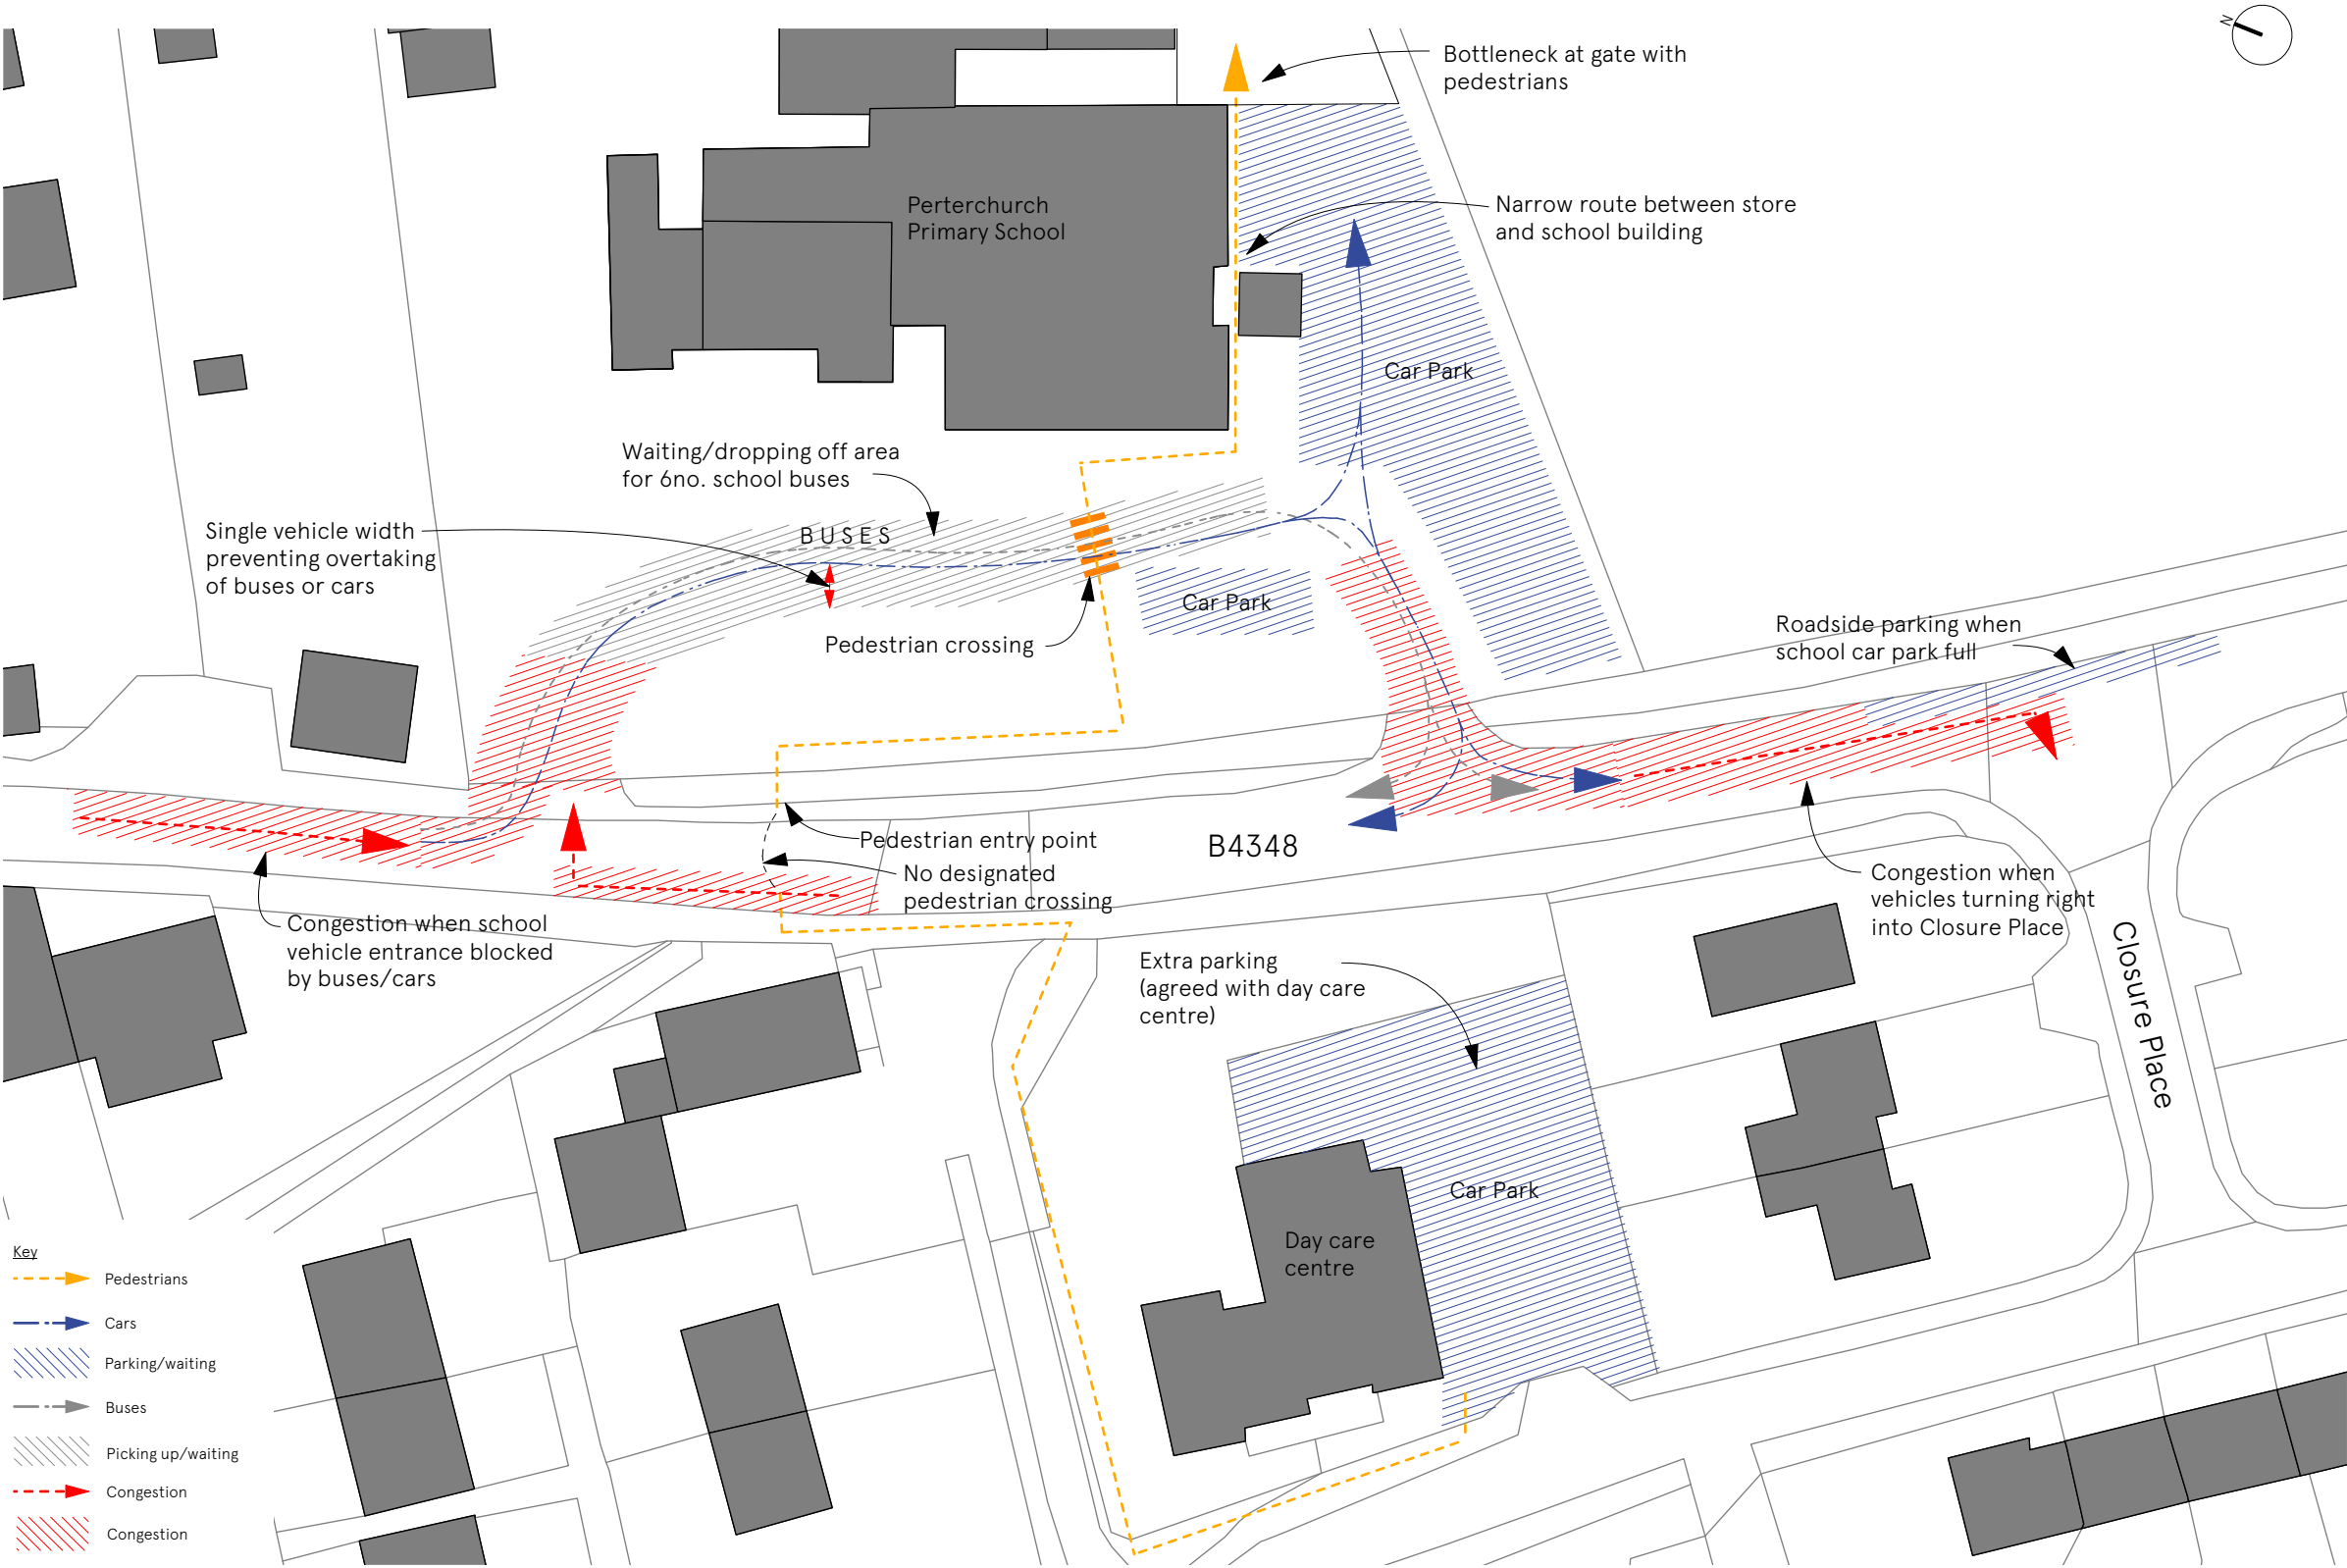 N
Bottleneck at gate with
pedestrians
Perterchurch
Primary School
Narrow route between store
and school building
Car Park
Waiting/dropping off area
for 6no. school buses
BUSES
Single vehicle width
preventing overtaking
of buses or cars
Car Park
Pedestrian crossing
Roadside parking when
school car park full
Pedestrian entry point
B4348
No designated
pedestrian crossing
Congestion when
vehicles turning right
into Closure Place
Congestion when school
vehicle entrance blocked
by buses/cars
Closure Place
Extra parking
(agreed with day care
centre)
Car Park
Day care
centre
Key
Pedestrians
Cars
Parking/waiting
Buses
Picking up/waiting
Congestion
Congestion